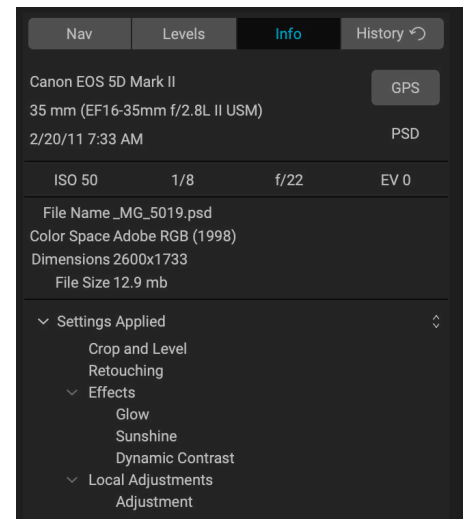 Nav Levels Info History
Canon EOS 5D Mark II
GPS
35 mm (EF16-35mm f/2.8L II USM)
2/20/11 7:33 AM
PSD
ISO 50 1/8 f/22 EV 0
File Name _MG_5019.psd
Color Space Adobe RGB (1998)
Dimensions 2600x1733
File Size 12.9 mb
Settings Applied
Crop and Level
Retouching
Effects
Glow
Sunshine
Dynamic Contrast
Local Adjustments
Adjustment